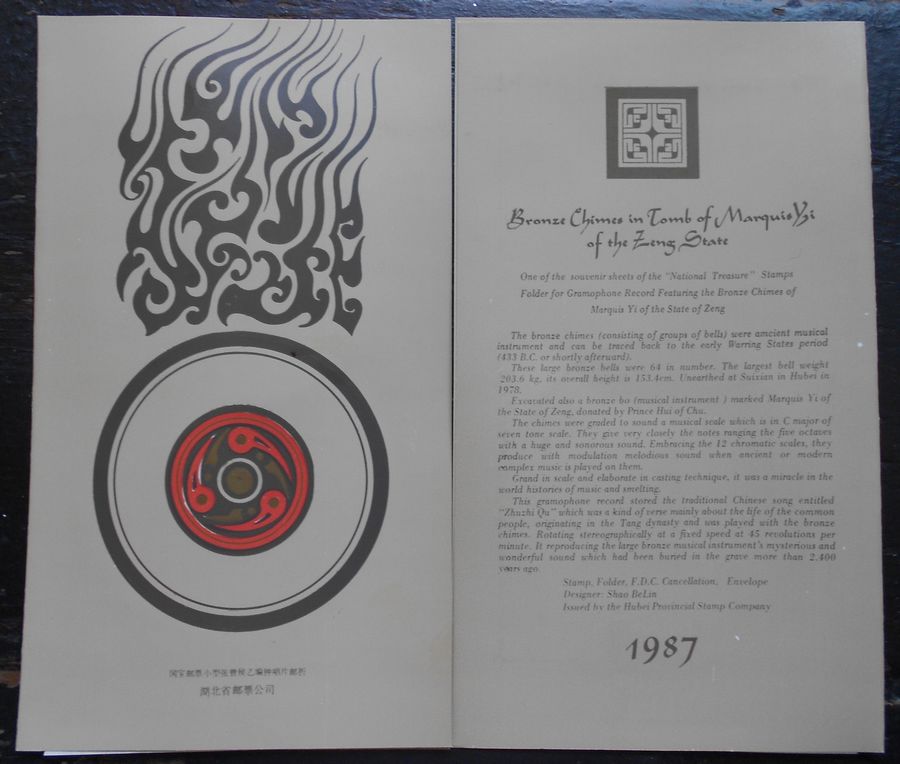 国宝邮票小型张曾侯乙编钟唱片邮折
湖北省邮票公司
Bronze Chimes in Tomb of Marquis Yi
of the Zeng State
One of the souvenir sheets of the "National Treasure" Stamps
Folder for Gramophone Record Featuring the Bronze Chimes of
Marquis Yi of the State of Zeng
The bronze chimes (consisting of groups of bells) were amcient musical
instrument and can be traced back to the early Warring States period
(433 B.C. or shortly afterward).
These large bronze bells were 64 in number. The largest bell weight
203.6 kg, its overall height is 153.4cm. Unearthed at Suixian in Hubei in
1978.
Excavated also a bronze bo (musical instrument ) marked Marquis Yi of
the State of Zeng, donated by Prince Hui of Chu.
The chimes were graded to sound a musical scale which is in C major of
seven tone scale. They give very closely the notes ranging the five octaves
with a huge and sonorous sound. Embracing the 12 chromatic scales, they
produce with modulation melodious sound when ancient or modern
complex music is played on them.
Grand in scale and elaborate in casting technique, it was a miracle in the
world histories of music and smelting.
This gramophone record stored the traditional Chinese song entitled
"Zhuzhi Qu" which was a kind of verse mainly about the life of the common
people, originating in the Tang dynasty and was played with the bronze
chimes. Rotating stereographically at a fixed speed at 45 revolutions per
minute. It reproducing the large bronze musical instrument's mysterious and
wonderful sound which had been buried in the grave more than 2,400
years ago.
Stamp, Folder, F.D.C. Cancellation, Envelope
Designer: Shao BeLin
Issued by the Hubei Provincial Stamp Company
1987